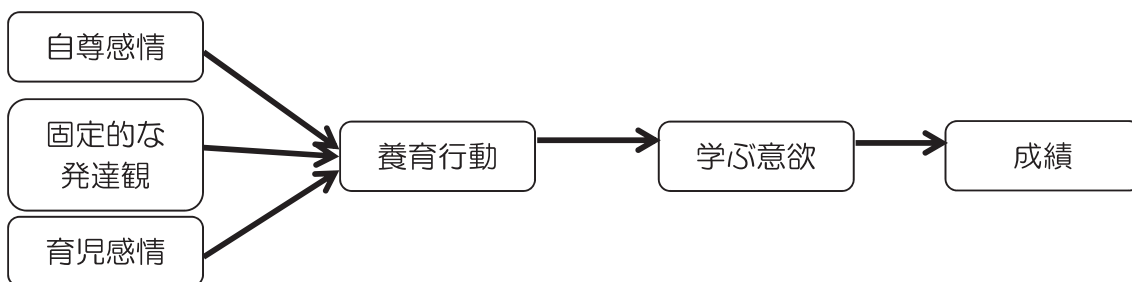 自尊感情
固定的な
発達観
育児感情
養育行動
学ぶ意欲
成績